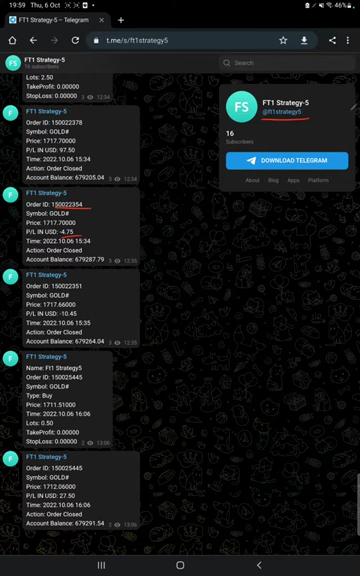 19:59 Thu, 6 Oct
46%
FT1 Strategy-5 – Telegram
t.me/s/ft1strategy5
FS
FT1 Strategy-5
16 subscribers
Search
Lots: 2.50
TakeProfit: 0.00000
StopLoss: 0.00000
3 12:34
FS
FT1 Strategy-5
@ft1strategy5
16
Subscribers
DOWNLOAD TELEGRAM
About Blog Apps Platform
F
FT1 Strategy-5
Order ID: 150022378
Symbol: GOLD#
Price: 1717.70000
P/L IN USD: 97.50
Time: 2022.10.06 15:34
Action: Order Closed
Account Balance: 679205.04
3 12:34
F
FT1 Strategy-5
Order ID: 150022354
Symbol: GOLD#
Price: 1717.70000
P/L IN USD: -4.75
Time: 2022.10.06 15:34
Action: Order Closed
Account Balance: 679287.79
3 12:35
F
FT1 Strategy-5
Order ID: 150022351
Symbol: GOLD#
Price: 1717.66000
P/L IN USD: -10.45
Time: 2022.10.06 15:35
Action: Order Closed
Account Balance: 679264.04
3 12:35
F
FT1 Strategy-5
Name: Ft1 Strategy5
Order ID: 150025445
Symbol: GOLD#
Type: Buy
Price: 1711.51000
Time: 2022.10.06 16:06
Lots: 0.50
TakeProfit: 0.00000
StopLoss: 0.00000
2 13:06
F
FT1 Strategy-5
Order ID: 150025445
Symbol: GOLD#
Price: 1712.06000
P/L IN USD: 27.50
Time: 2022.10.06 16:06
Action: Order Closed
Account Balance: 679291.54
2 13:06